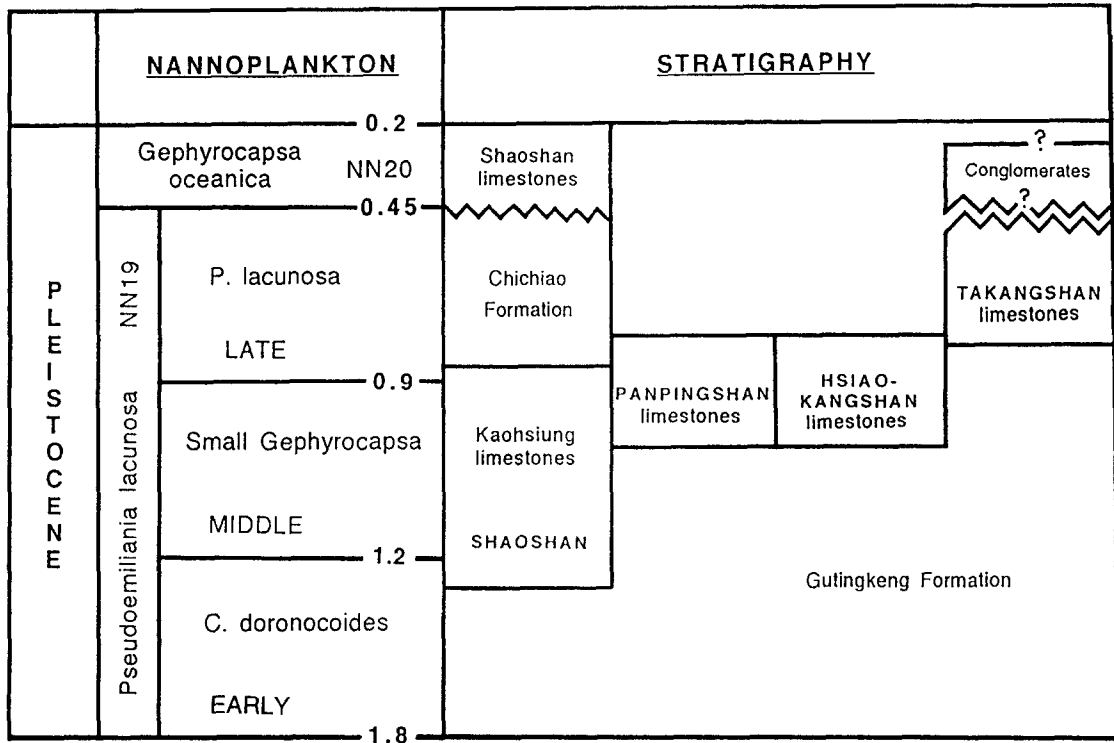 NANNOPLANKTON
STRATIGRAPHY
0.2
Gephyrocapsa
oceanica
NN20
Shaoshan
limestones
?
Conglomerates
0.45
?
PLEISTOCENE
Pseudoemiliania lacunosa NN19
P. lacunosa
LATE
Chichiao
Formation
TAKANGSHAN
limestones
0.9
Small Gephyrocapsa
MIDDLE
Kaohsiung
limestones
SHAOSHAN
PANPINGSHAN
limestones
HSIAO-
KANGSHAN
limestones
1.2
C. doronocoides
EARLY
Gutingkeng Formation
1.8